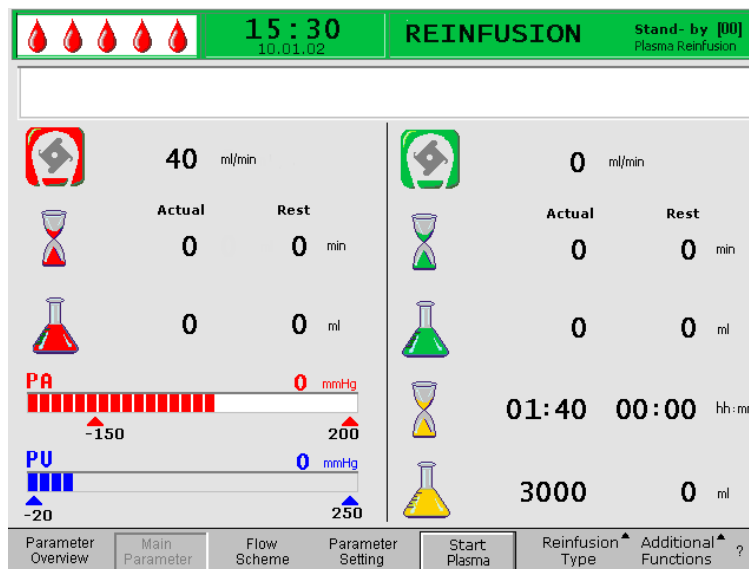 15:30
10.01.02
REINFUSION
Stand- by [00]
Plasma Reinfusion
40 ml/min
Actual Rest
0 0 min
0 0 ml
PA 0 mmHg
-150 200
PV 0 mmHg
-20 250
0 ml/min
Actual Rest
0 0 min
0 0 ml
01:40 00:00
3000 0 ml
Parameter Overview
Main Parameter
Flow Scheme
Parameter Setting
Start Plasma
Reinfusion Type
Additional Functions
?